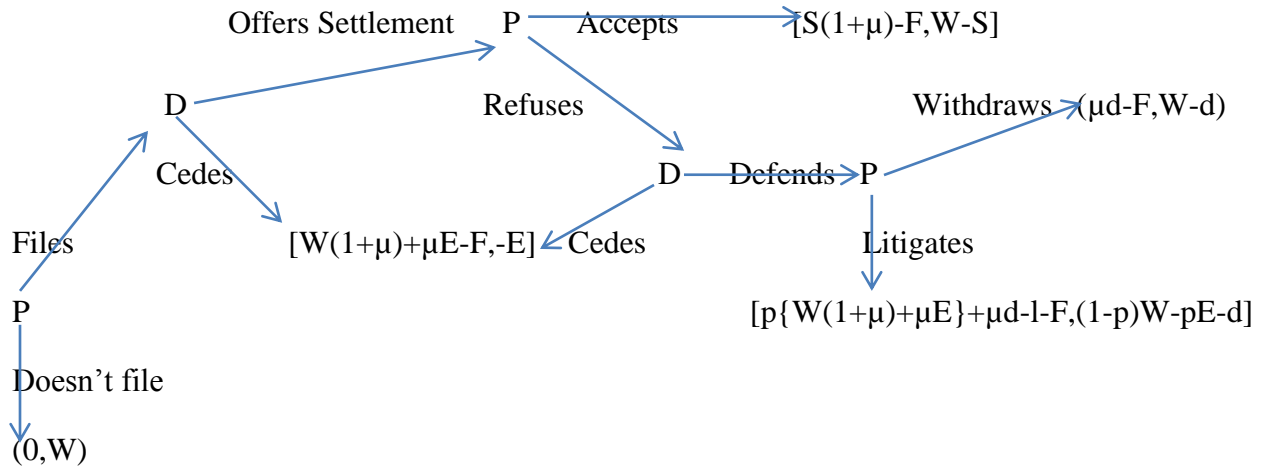 Offers Settlement P Accepts [S(1+μ)-F,W-S]
D Refuses Withdraws (μd-F,W-d)
Cedes D Defends P
Files [W(1+μ)+μE-F,-E] Cedes Litigates
P [p{W(1+μ)+μE}+μd-l-F,(1-p)W-pE-d]
Doesn't file
(0,W)